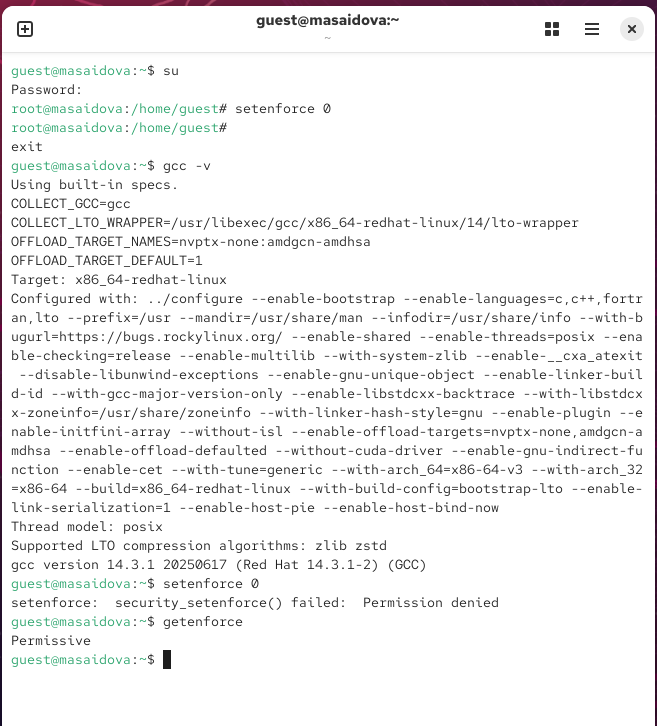 guest@masaidova:~
~
guest@masaidova:~$ su
Password:
root@masaidova:/home/guest# setenforce 0
root@masaidova:/home/guest#
exit
guest@masaidova:~$ gcc -v
Using built-in specs.
COLLECT_GCC=gcc
COLLECT_LTO_WRAPPER=/usr/libexec/gcc/x86_64-redhat-linux/14/lto-wrapper
OFFLOAD_TARGET_NAMES=nvptx-none:amdgcn-amdhsa
OFFLOAD_TARGET_DEFAULT=1
Target: x86_64-redhat-linux
Configured with: ../configure --enable-bootstrap --enable-languages=c,c++,fortr
an,lto --prefix=/usr --mandir=/usr/share/man --infodir=/usr/share/info --with-b
ugurl=https://bugs.rockylinux.org/ --enable-shared --enable-threads=posix --ena
ble-checking=release --enable-multilib --with-system-zlib --enable-__cxa_atexit
 --disable-libunwind-exceptions --enable-gnu-unique-object --enable-linker-buil
d-id --with-gcc-major-version-only --enable-libstdcxx-backtrace --with-libstdcx
x-zoneinfo=/usr/share/zoneinfo --with-linker-hash-style=gnu --enable-plugin --e
nable-initfini-array --without-isl --enable-offload-targets=nvptx-none,amdgcn-a
mdhsa --enable-offload-defaulted --without-cuda-driver --enable-gnu-indirect-fu
nction --enable-cet --with-tune=generic --with-arch_64=x86-64-v3 --with-arch_32
=x86-64 --build=x86_64-redhat-linux --with-build-config=bootstrap-lto --enable-
link-serialization=1 --enable-host-pie --enable-host-bind-now
Thread model: posix
Supported LTO compression algorithms: zlib zstd
gcc version 14.3.1 20250617 (Red Hat 14.3.1-2) (GCC)
guest@masaidova:~$ setenforce 0
setenforce:  security_setenforce() failed:  Permission denied
guest@masaidova:~$ getenforce
Permissive
guest@masaidova:~$